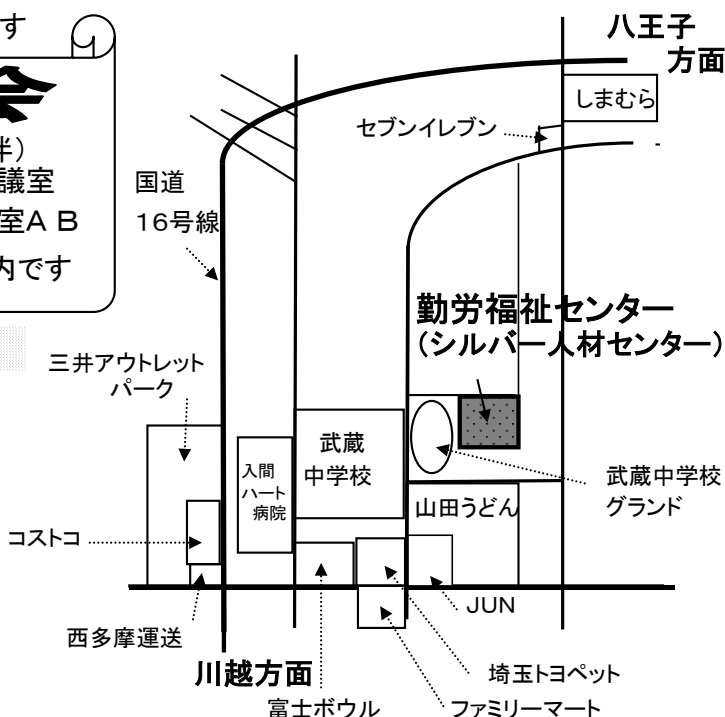 す
会
半）
議室
室ＡＢ
内です
八王子
方面
しまむら
セブンイレブン
国道
16号線
勤労福祉センター
（シルバー人材センター）
三井アウトレット
パーク
武蔵
中学校
入間
ハート
病院
武蔵中学校
グランド
山田うどん
コストコ
JUN
西多摩運送
川越方面
埼玉トヨペット
富士ボウル
ファミリーマート